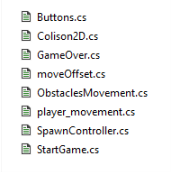 Buttons.cs
Colison2D.cs
GameOver.cs
moveOffset.cs
ObstaclesMovement.cs
player_movement.cs
SpawnController.cs
StartGame.cs